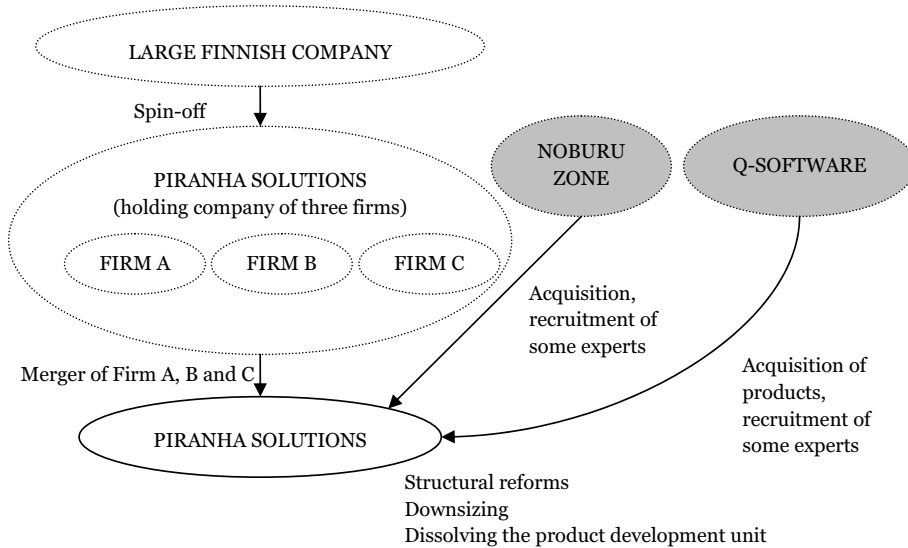 LARGE FINNISH COMPANY
Spin-off
NOBURU
ZONE
Q-SOFTWARE
PIRANHA SOLUTIONS
(holding company of three firms)
FIRM A
FIRM B
FIRM C
Acquisition,
recruitment of
some experts
Merger of Firm A, B and C
Acquisition of
products,
recruitment of
some experts
PIRANHA SOLUTIONS
Structural reforms
Downsizing
Dissolving the product development unit